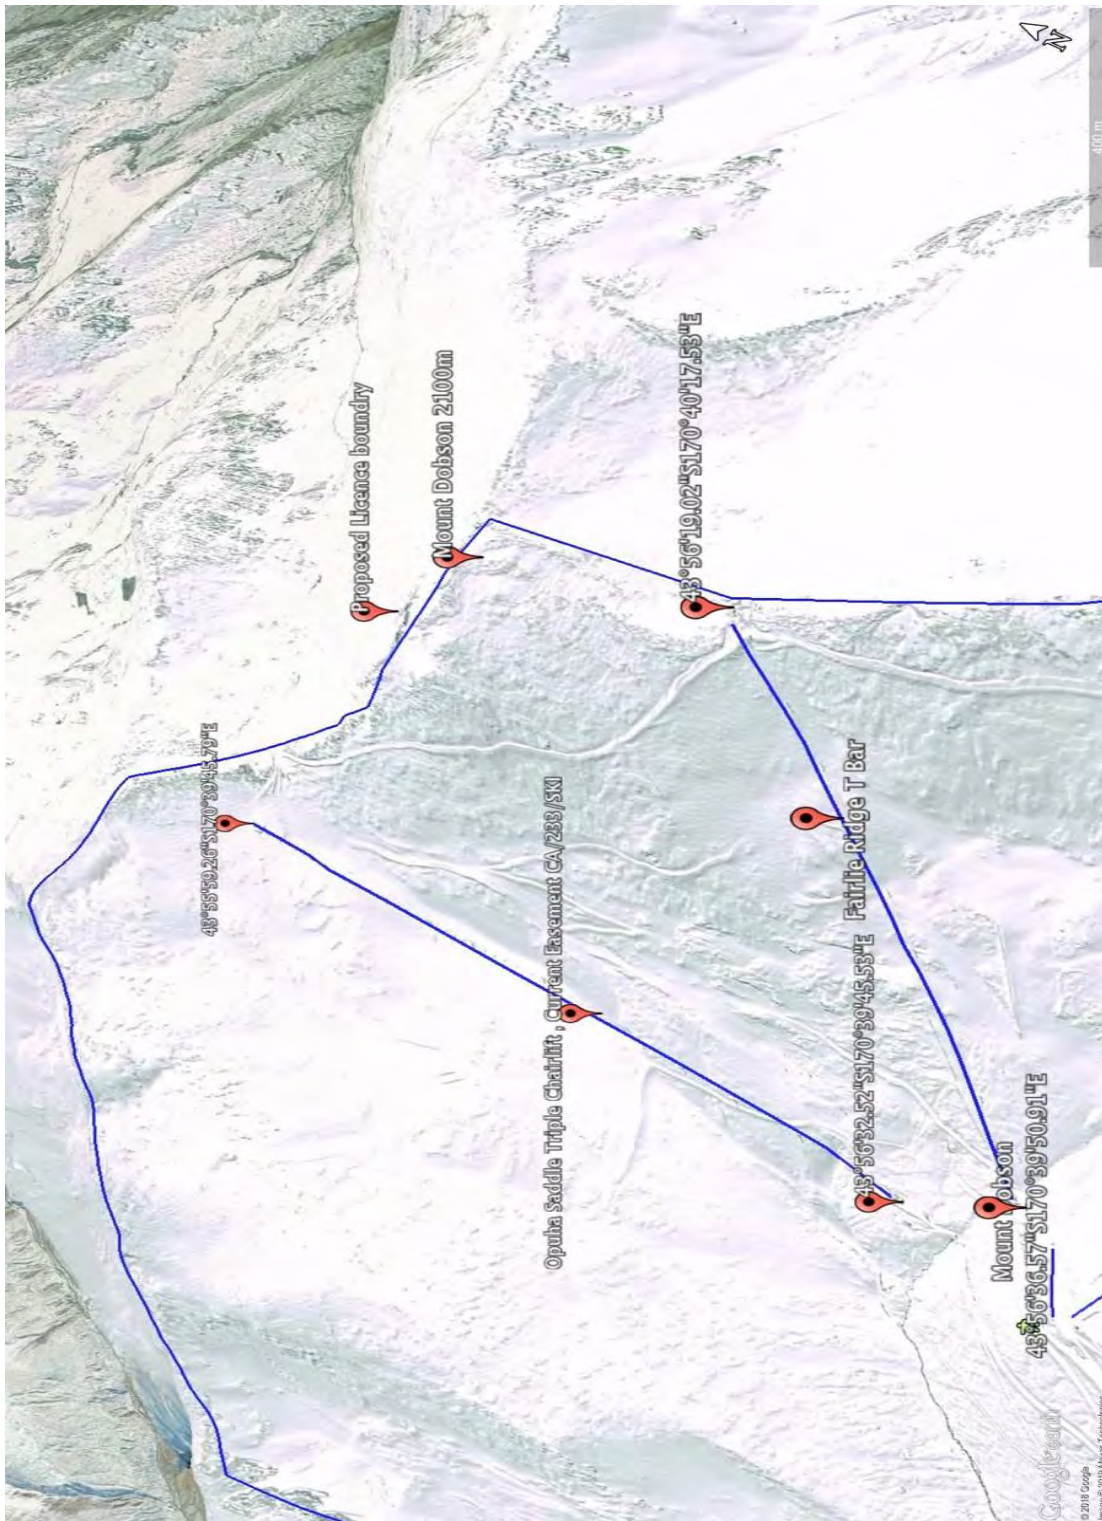 N
400 m
Proposed Licence boundry
Mount Dobson 2100m
43°56'19.02"S170°40'17.53"E
43°55'59.26"S170°39'45.79"E
Opuha Saddle Triple Chairlift , Current Easement CA/233/SKI
Fairlie Ridge T Bar
43°56'32.52"S170°39'45.53"E
Mount Dobson
43°56'36.57"S170°39'50.91"E
Google earth
© 2018 Google